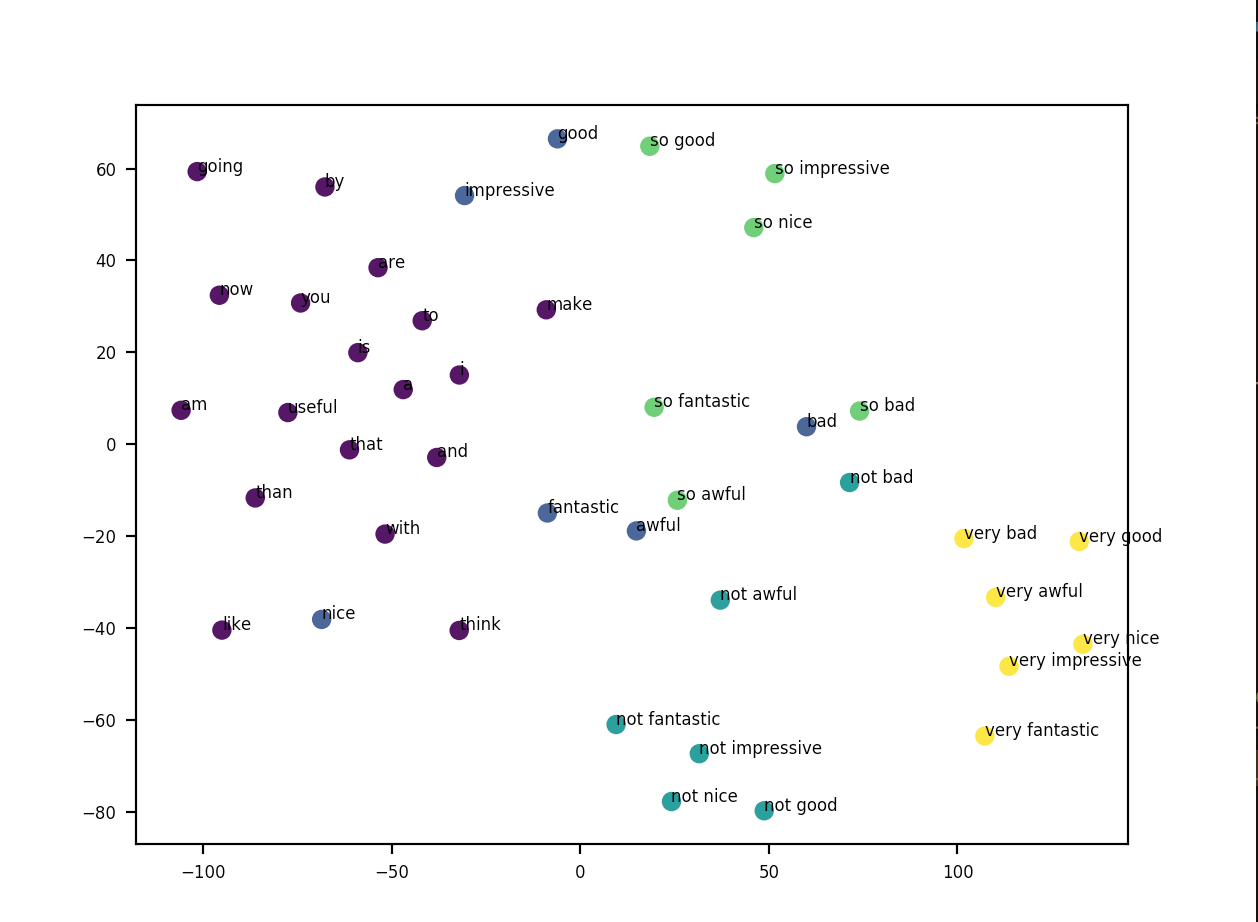 good
so good
60
going
by
impressive
so impressive
so nice
40
are
now
you
to
make
20
is
i
a
am
useful
so fantastic
bad
so bad
0
that
and
not bad
than
fantastic
so awful
−20
with
awful
very bad
very good
not awful
very awful
−40
like
nice
think
very nice
very impressive
−60
not fantastic
very fantastic
not impressive
not nice
not good
−80
−100
−50
0
50
100